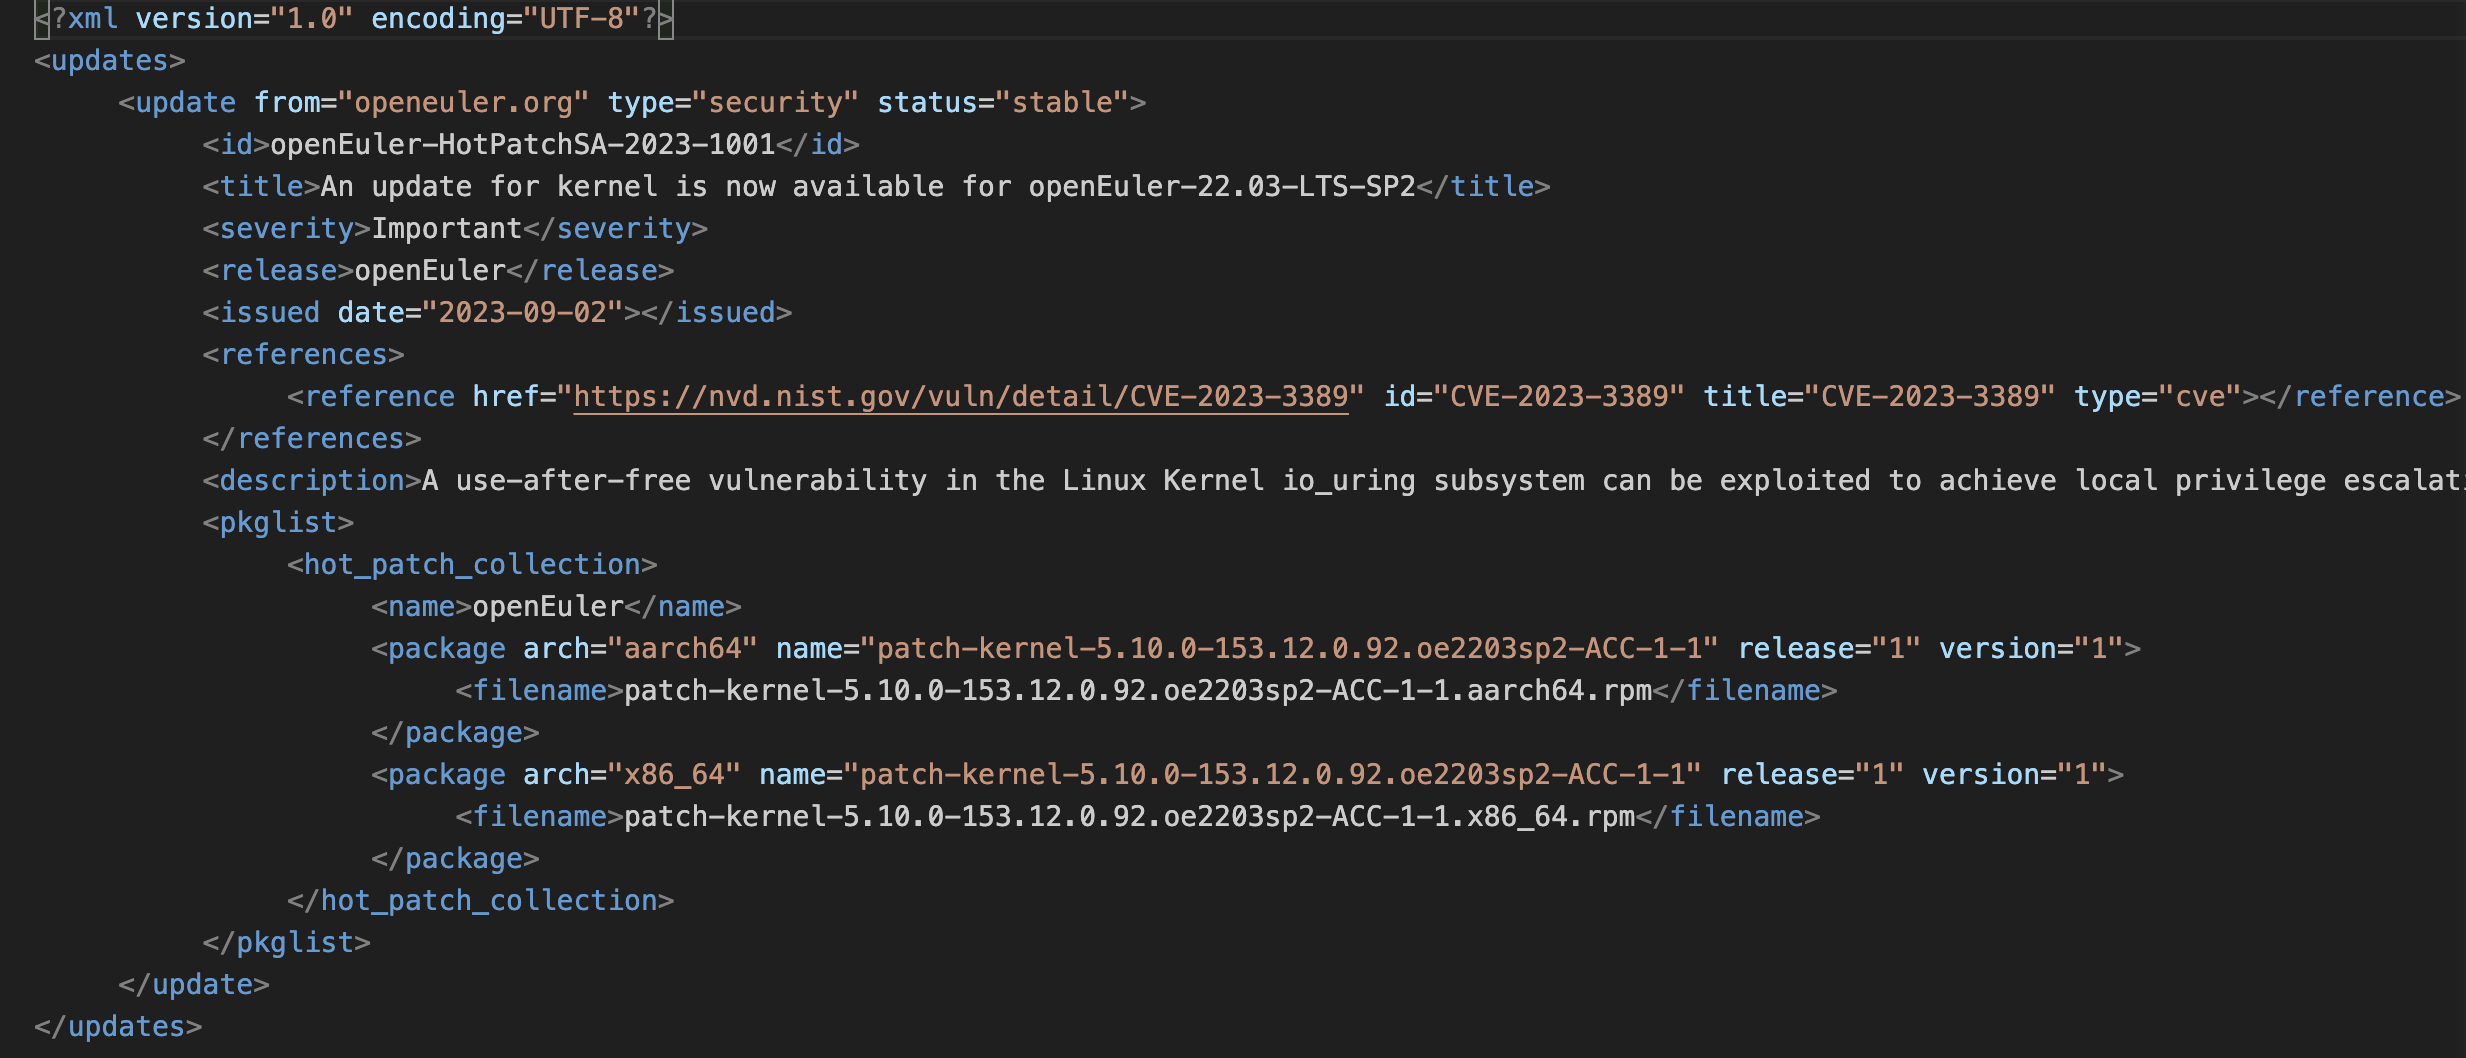 <?xml version="1.0" encoding="UTF-8"?>
<updates>
<update from="openeuler.org" type="security" status="stable">
<id>openEuler-HotPatchSA-2023-1001</id>
<title>An update for kernel is now available for openEuler-22.03-LTS-SP2</title>
<severity>Important</severity>
<release>openEuler</release>
<issued date="2023-09-02"></issued>
<references>
<reference href="https://nvd.nist.gov/vuln/detail/CVE-2023-3389" id="CVE-2023-3389" title="CVE-2023-3389" type="cve"></reference>
</references>
<description>A use-after-free vulnerability in the Linux Kernel io_uring subsystem can be exploited to achieve local privilege escalati
<pkglist>
<hot_patch_collection>
<name>openEuler</name>
<package arch="aarch64" name="patch-kernel-5.10.0-153.12.0.92.oe2203sp2-ACC-1-1" release="1" version="1">
<filename>patch-kernel-5.10.0-153.12.0.92.oe2203sp2-ACC-1-1.aarch64.rpm</filename>
</package>
<package arch="x86_64" name="patch-kernel-5.10.0-153.12.0.92.oe2203sp2-ACC-1-1" release="1" version="1">
<filename>patch-kernel-5.10.0-153.12.0.92.oe2203sp2-ACC-1-1.x86_64.rpm</filename>
</package>
</hot_patch_collection>
</pkglist>
</update>
</updates>